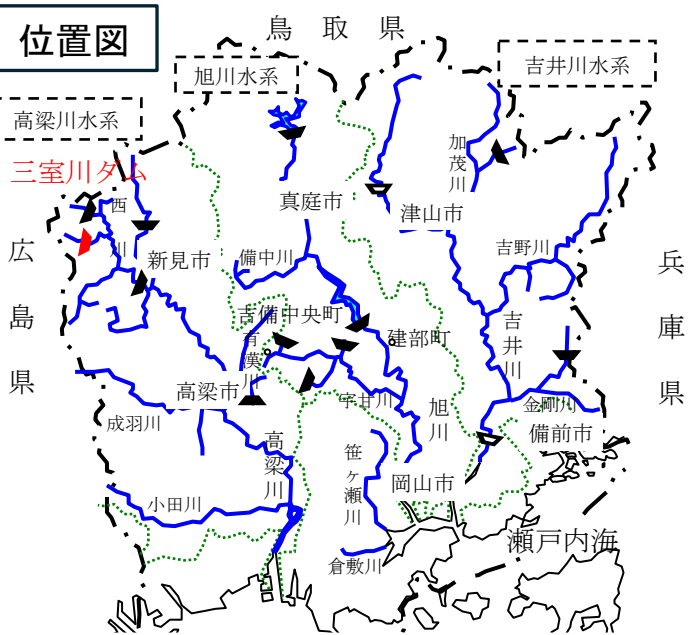 位置図
鳥取県
旭川水系
吉井川水系
高梁川水系
三室川ダム
西川
加茂川
真庭市
津山市
新見市
備中川
吉野川
広島県
兵庫県
吉備中央町
建部町
吉井川
有漢川
高梁市
宇甘川
旭川
金剛川
備前市
成羽川
高梁川
笹ヶ瀬川
岡山市
小田川
瀬戸内海
倉敷川